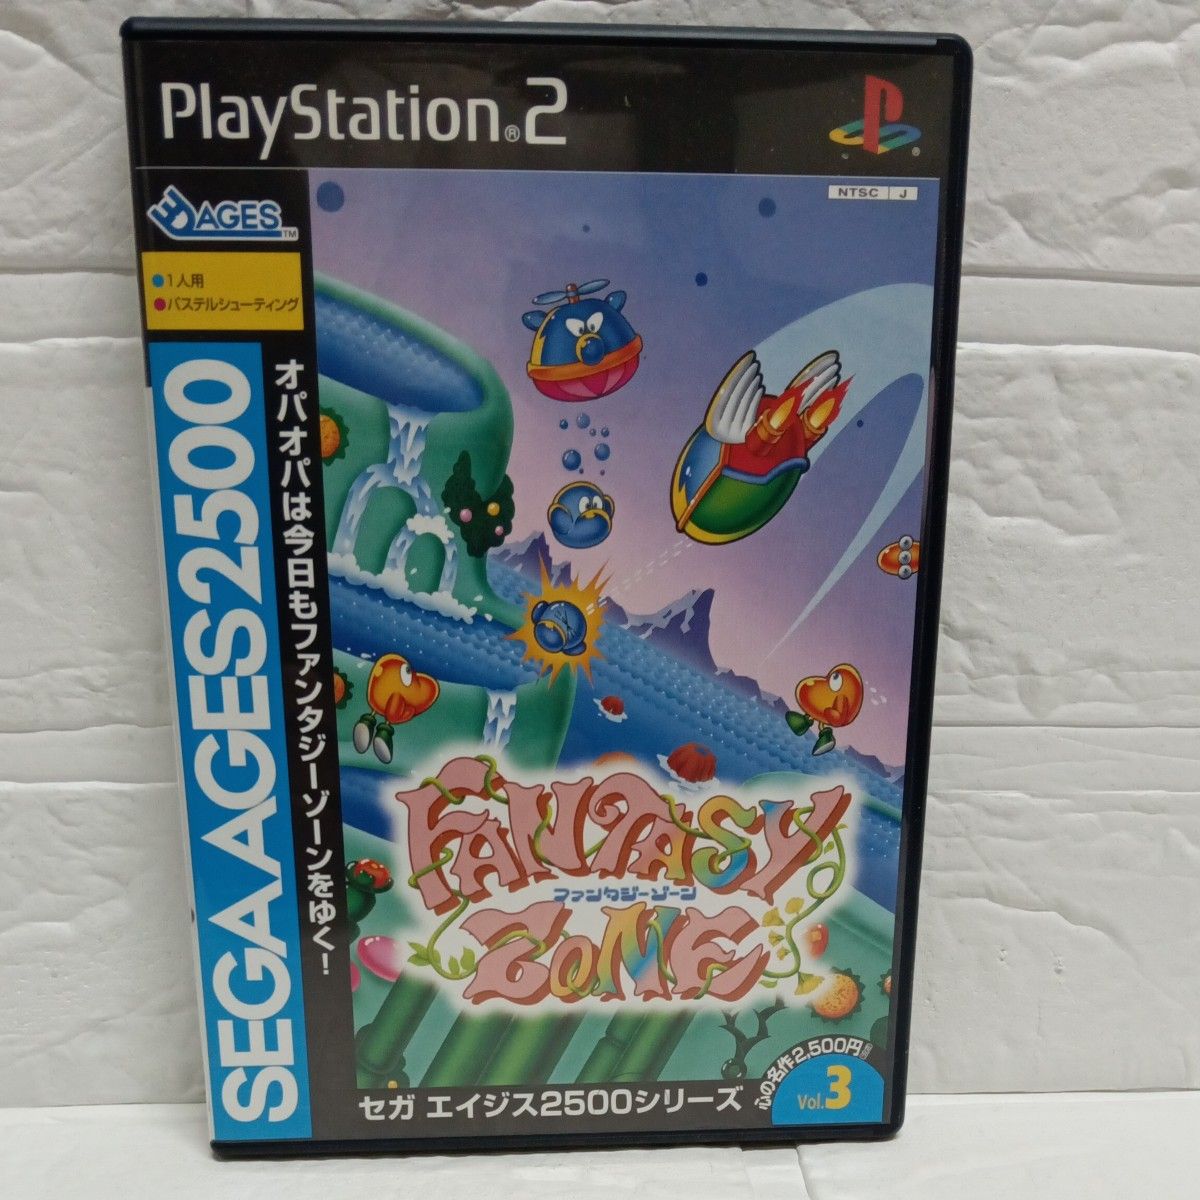 PlayStation®2
NTSC J
3D AGES™
●1人用
●パステルシューティング
SEGA AGES 2500
オパオパは今日もファンタジーゾーンをゆく!
FANTASY
ファンタジーゾーン
ZONE
心の名作2,500円
Vol.3
セガ エイジス2500シリーズ